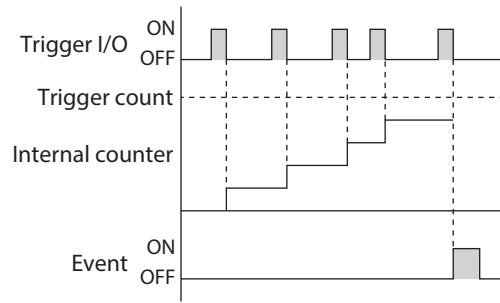 ON
Trigger I/O
OFF
Trigger count
Internal counter
ON
Event
OFF